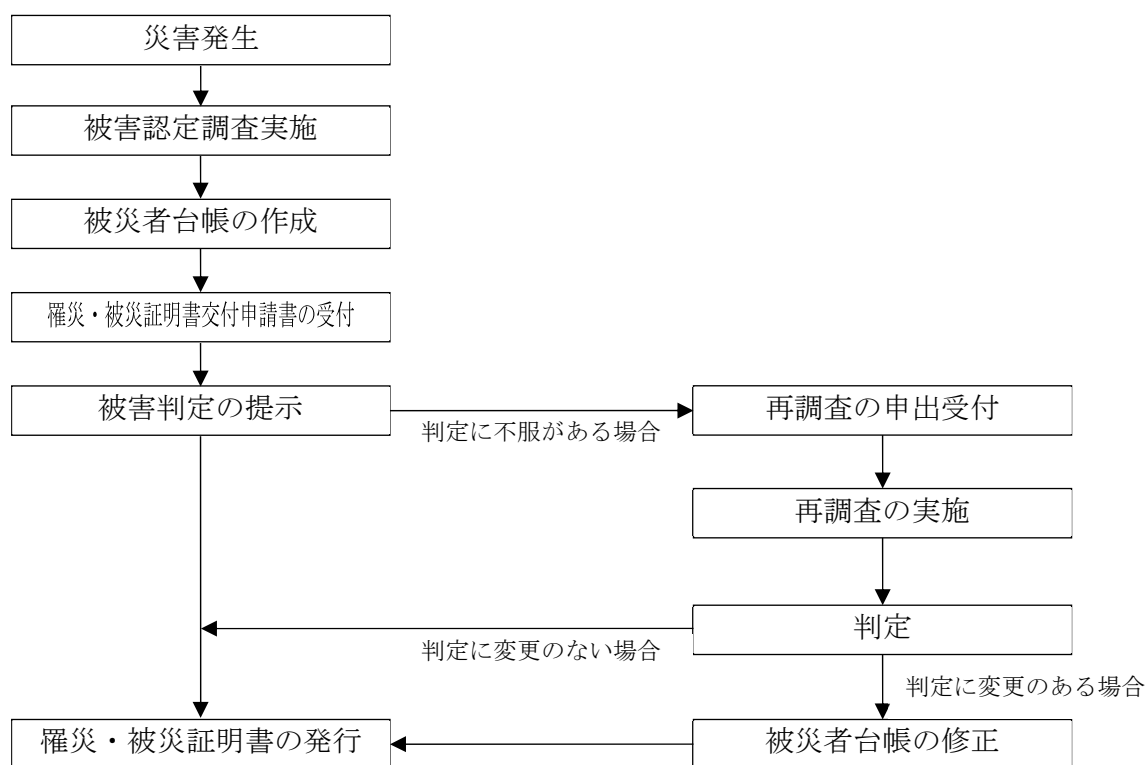 災害発生
被害認定調査実施
被災者台帳の作成
罹災・被災証明書交付申請書の受付
被害判定の提示
判定に不服がある場合
再調査の申出受付
再調査の実施
判定
判定に変更のない場合
判定に変更のある場合
罹災・被災証明書の発行
被災者台帳の修正